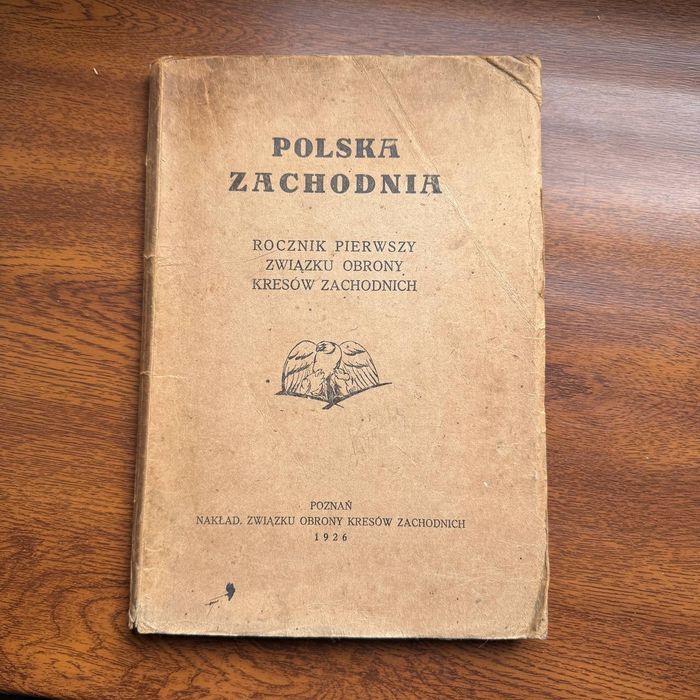 POLSKA
ZACHODNIA
ROCZNIK PIERWSZY
ZWIĄZKU OBRONY
KRESÓW ZACHODNICH
POZNAŃ
NAKŁAD. ZWIĄZKU OBRONY KRESÓW ZACHODNICH
1926